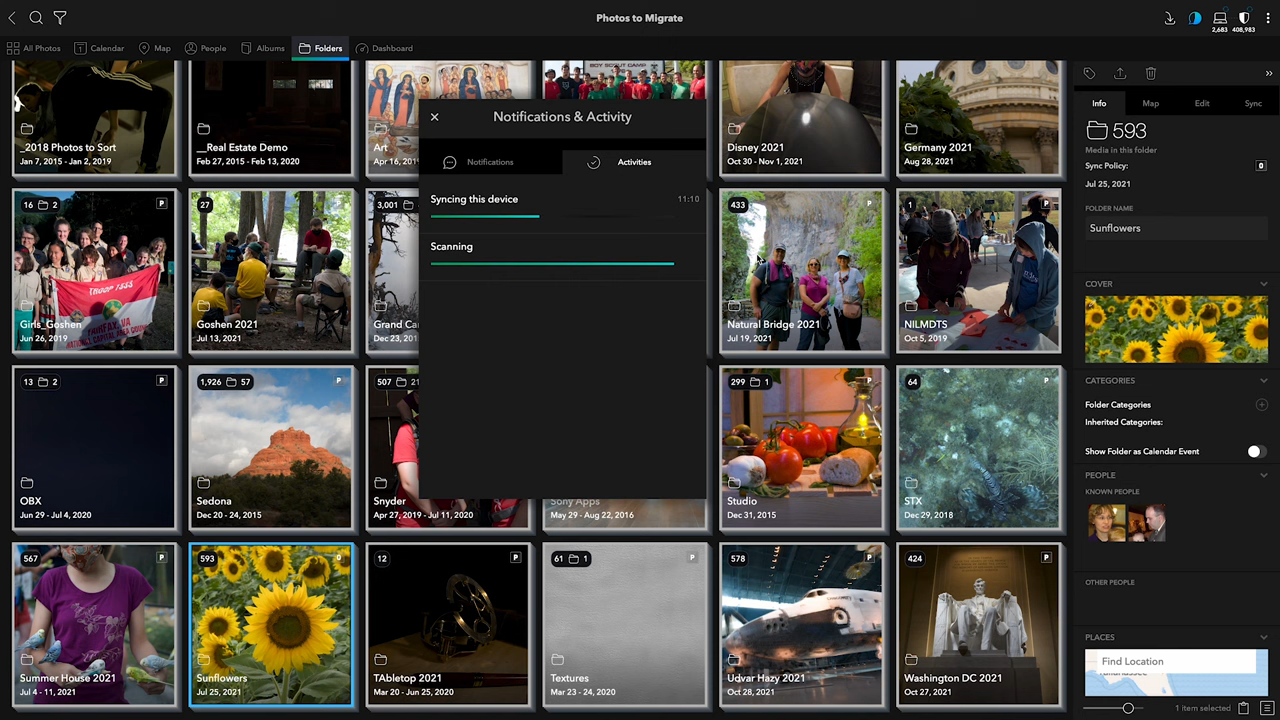 Photos to Migrate
2,683 408,983
All Photos Calendar Map People Albums Folders Dashboard
_2018 Photos to Sort
Jan 7, 2015 - Jan 2, 2019
__Real Estate Demo
Feb 27, 2015 - Feb 13, 2020
Art
Apr 16, 201
BOY SCOUT CAMP
Disney 2021
Oct 30 - Nov 1, 2021
Germany 2021
Aug 28, 2021
Notifications & Activity
Notifications
Activities
Syncing this device
11:10
Scanning
16 2 P
TROOP
FAIRFAX, VA
Girls_Goshen
Jun 26, 2019
27 P
Goshen 2021
Jul 13, 2021
3,001
Grand Ca
Dec 23, 201
433 P
Natural Bridge 2021
Jul 19, 2021
1 P
NILMDTS
Oct 5, 2019
13 2 P
OBX
Jun 29 - Jul 4, 2020
1,926 57 P
Sedona
Dec 20 - 24, 2015
507 21
Snyder
Apr 27, 2019 - Jul 11, 2020
Sony Apps
May 29 - Aug 22, 2016
299 1 P
Studio
Dec 31, 2015
64 P
STX
Dec 29, 2018
567 P
Summer House 2021
Jul 4 - 11, 2021
593 0
Sunflowers
Jul 25, 2021
12 P
TAbletop 2021
Mar 20 - Jun 25, 2020
61 1 P
Textures
Mar 23 - 24, 2020
578 P
Udvar Hazy 2021
Oct 28, 2021
424 P
Washington DC 2021
Oct 27, 2021
Info Map Edit Sync
593
Media in this folder
Sync Policy: 0
Jul 25, 2021
FOLDER NAME
Sunflowers
COVER
CATEGORIES
Folder Categories
Inherited Categories:
Show Folder as Calendar Event
PEOPLE
KNOWN PEOPLE
OTHER PEOPLE
PLACES
Find Location
1 item selected